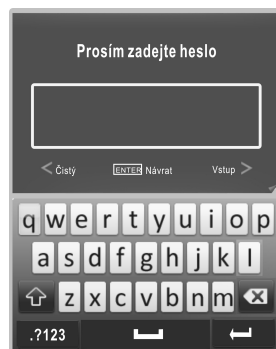 Prosím zadejte heslo
< Čistý ENTER Návrat Vstup >
q w e r t y u i o p
a s d f g h j k l
z x c v b n m
.?123